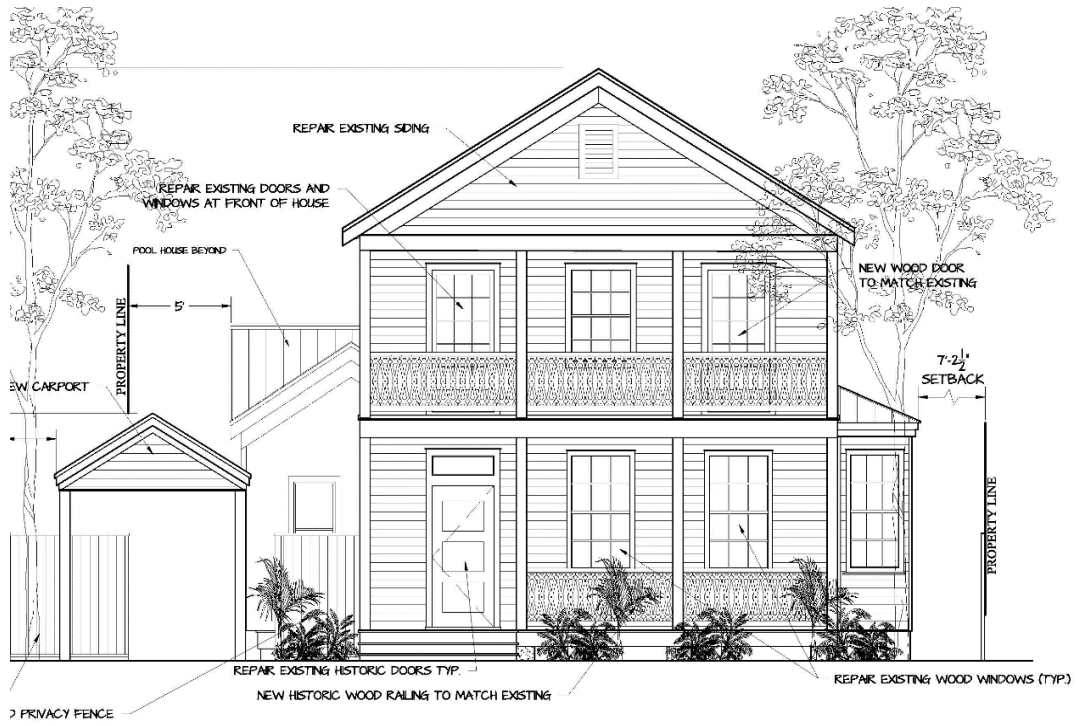 REPAIR EXISTING SIDING
REPAIR EXISTING DOORS AND
WINDOWS AT FRONT OF HOUSE
POOL HOUSE BEYOND
NEW WOOD DOOR
TO MATCH EXISTING
5'
PROPERTY LINE
7'-2 1/2"
SETBACK
EW CARPORT
PROPERTY LINE
REPAIR EXISTING HISTORIC DOORS TYP.
REPAIR EXISTING WOOD WINDOWS (TYP.)
NEW HISTORIC WOOD RAILING TO MATCH EXISTING
PRIVACY FENCE